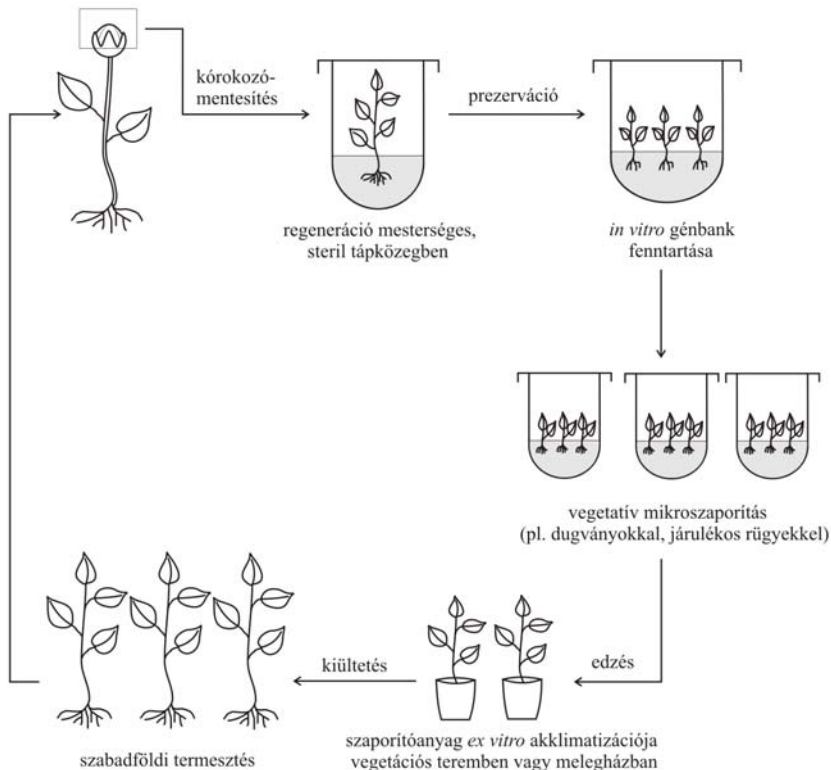 kórokozó-
mentesítés
prezerváció
regeneráció mesterséges,
steril tápközegben
in vitro génbank
fenntartása
vegetatív mikroszaporítás
(pl. dugványokkal, járulékos rügyekkel)
edzés
kiültetés
szaporítóanyag ex vitro akklimatizációja
vegetációs teremben vagy melegházban
szabadföldi termesztés